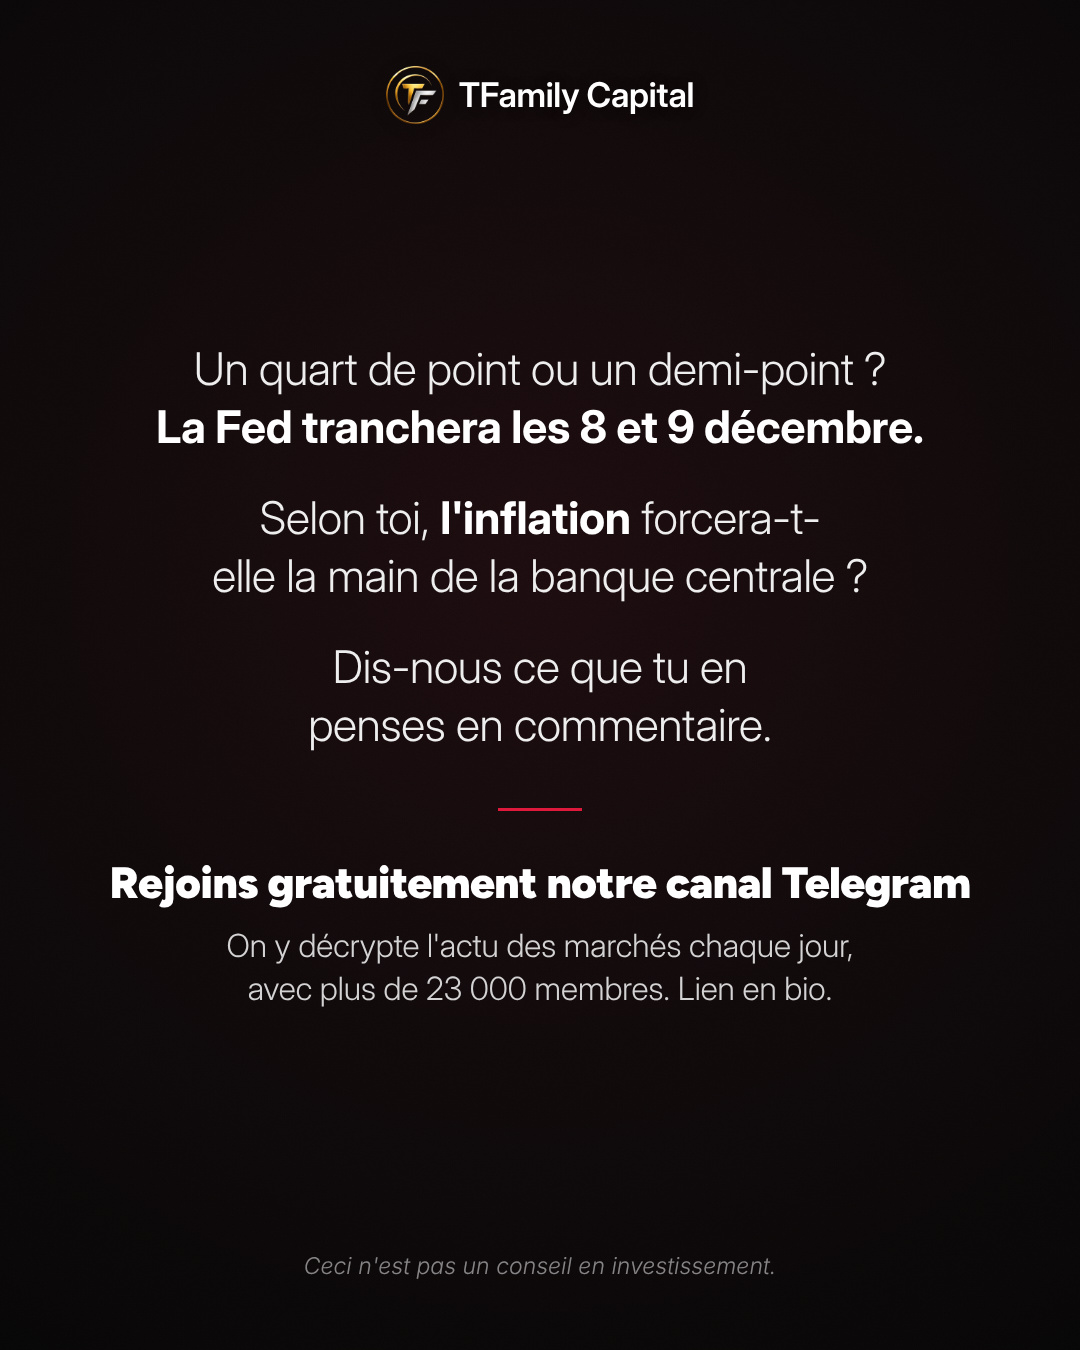 TF TFamily Capital
Un quart de point ou un demi-point ?
La Fed tranchera les 8 et 9 décembre.
Selon toi, l'inflation forcera-t-
elle la main de la banque centrale ?
Dis-nous ce que tu en
penses en commentaire.
Rejoins gratuitement notre canal Telegram
On y décrypte l'actu des marchés chaque jour,
avec plus de 23 000 membres. Lien en bio.
Ceci n'est pas un conseil en investissement.